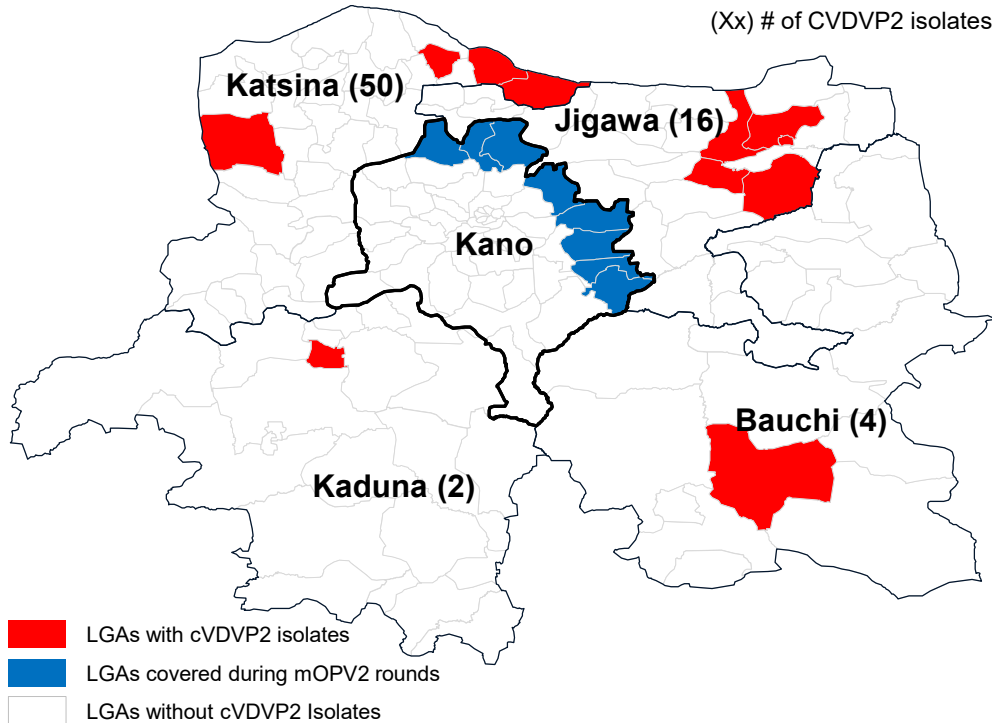 (Xx) # of CVDVP2 isolates
Katsina (50)
Jigawa (16)
Kano
Bauchi (4)
Kaduna (2)
LGAs with cVDVP2 isolates
LGAs covered during mOPV2 rounds
LGAs without cVDVP2 Isolates